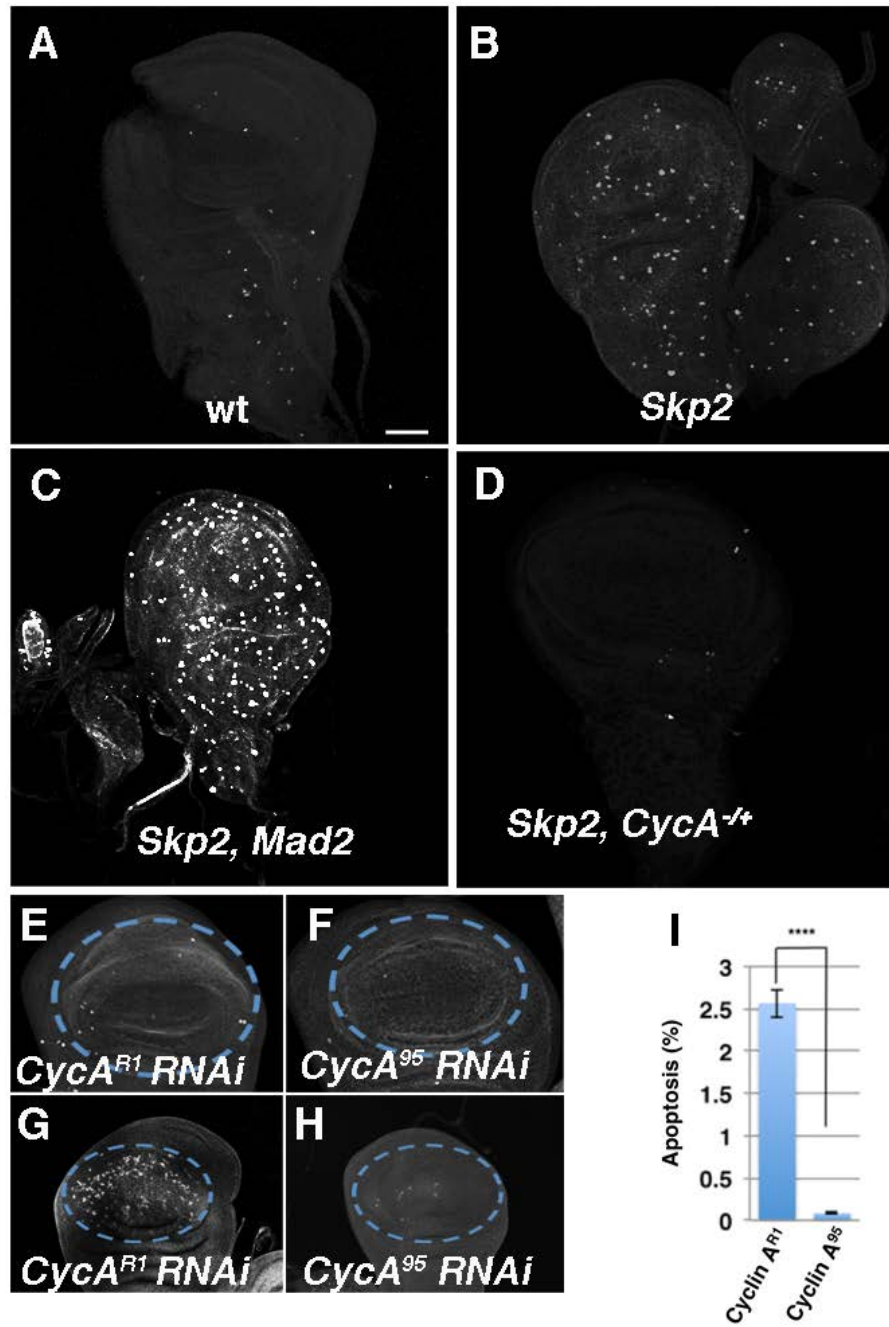 A
B
wt
Skp2
C
D
Skp2, Mad2
Skp2, CycA-/+
E
F
CycAR1 RNAi
CycA95 RNAi
G
H
CycAR1 RNAi
CycA95 RNAi
I
****
3
2.5
2
1.5
1
0.5
0
Apoptosis (%)
Cyclin AR1
Cyclin A95